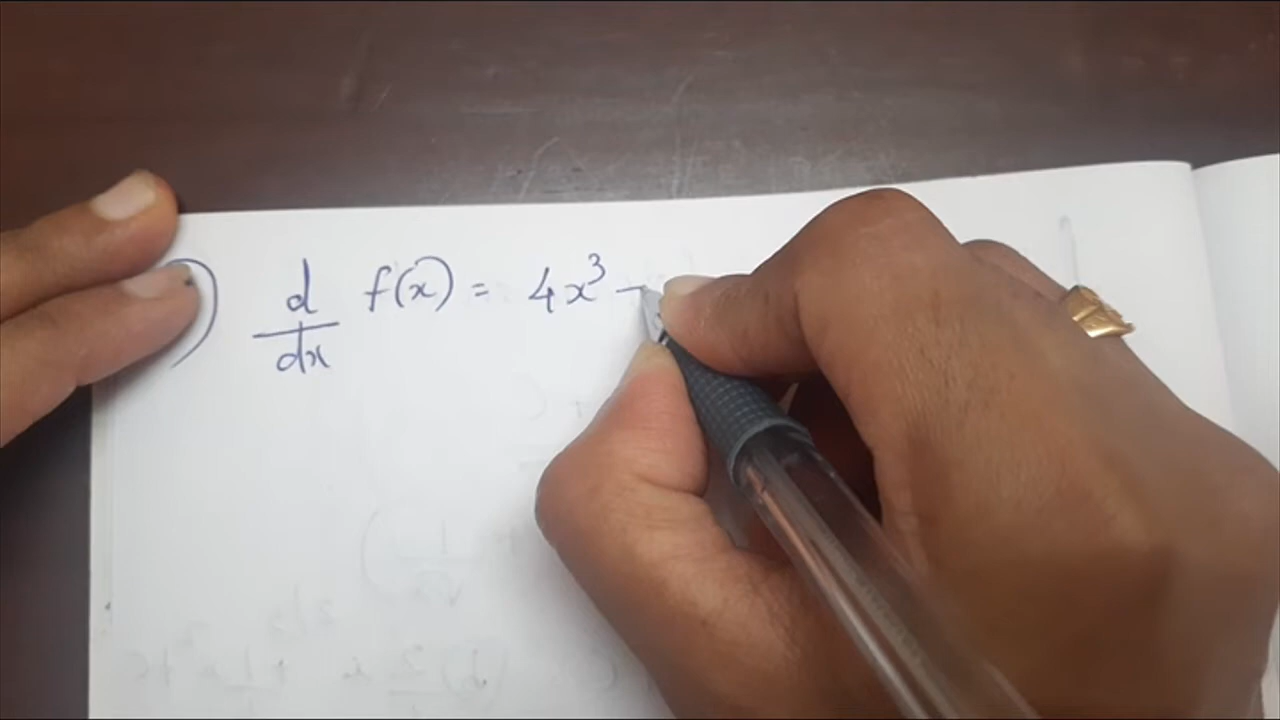 ) d/dx f(x) = 4x³ −